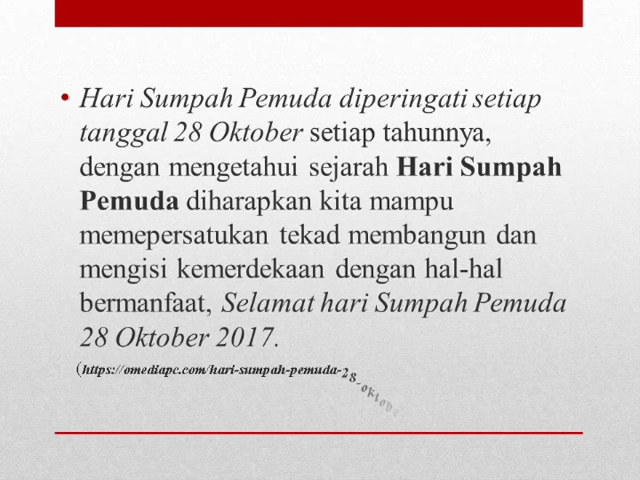 • Hari Sumpah Pemuda diperingati setiap
tanggal 28 Oktober setiap tahunnya,
dengan mengetahui sejarah Hari Sumpah
Pemuda diharapkan kita mampu
memepersatukan tekad membangun dan
mengisi kemerdekaan dengan hal-hal
bermanfaat, Selamat hari Sumpah Pemuda
28 Oktober 2017.
(https://omediapc.com/hari-sumpah-pemuda-28-oktobe